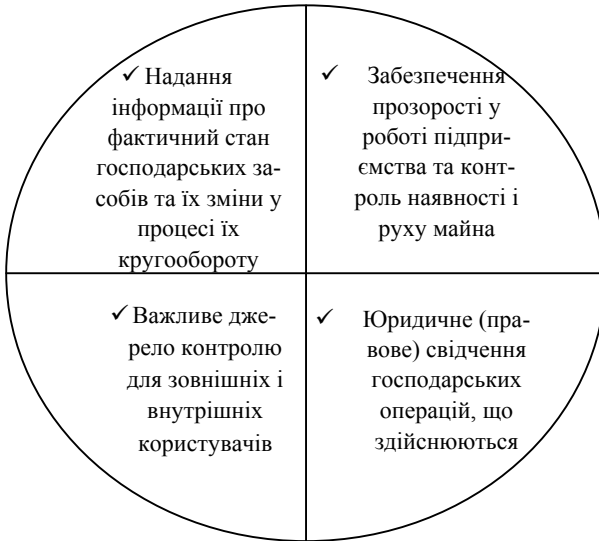 ✓ Надання
інформації про
фактичний стан
господарських за-
собів та їх зміни у
процесі їх
кругообороту
✓ Забезпечення
прозорості у
роботі підпри-
ємства та конт-
роль наявності і
руху майна
✓ Важливе дже-
рело контролю
для зовнішніх і
внутрішніх
користувачів
✓ Юридичне (пра-
вове) свідчення
господарських
операцій, що
здійснюються